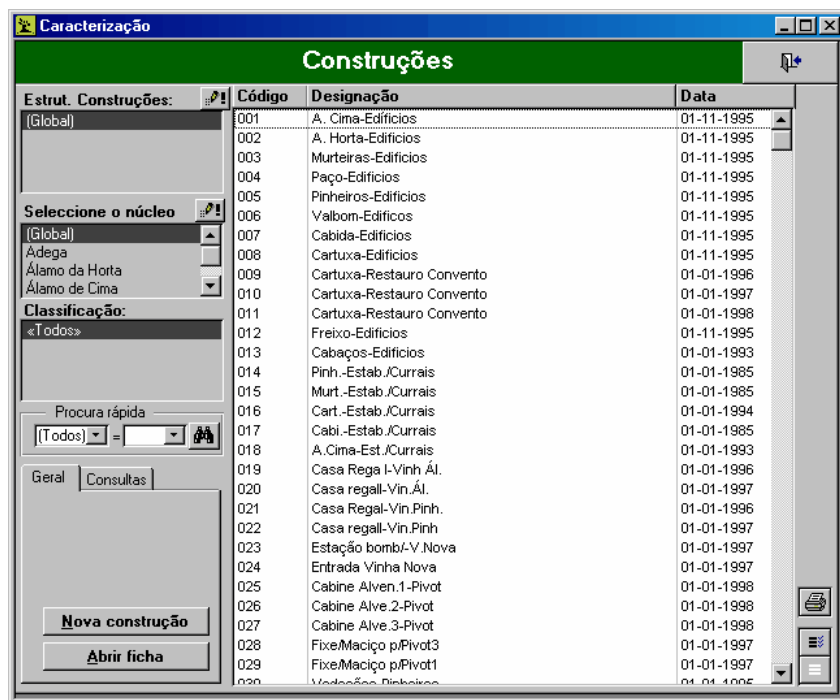 Caracterização
Construções
Estrut. Construções:
(Global)
Seleccione o núcleo
(Global)
Adega
Álamo da Horta
Álamo de Cima
Classificação:
«Todos»
Procura rápida
(Todos) =
Geral Consultas
Nova construção
Abrir ficha
Código Designação Data
001 A. Cima-Edifícios 01-11-1995
002 A. Horta-Edificios 01-11-1995
003 Murteiras-Edificios 01-11-1995
004 Paço-Edificios 01-11-1995
005 Pinheiros-Edificios 01-11-1995
006 Valbom-Edificos 01-11-1995
007 Cabida-Edificios 01-11-1995
008 Cartuxa-Edificios 01-11-1995
009 Cartuxa-Restauro Convento 01-01-1996
010 Cartuxa-Restauro Convento 01-01-1997
011 Cartuxa-Restauro Convento 01-01-1998
012 Freixo-Edificios 01-11-1995
013 Cabaços-Edificios 01-01-1993
014 Pinh.-Estab./Currais 01-01-1985
015 Murt.-Estab./Currais 01-01-1985
016 Cart.-Estab./Currais 01-01-1994
017 Cabi.-Estab./Currais 01-01-1985
018 A.Cima-Est./Currais 01-01-1993
019 Casa Rega I-Vinh Ál. 01-01-1996
020 Casa regaII-Vin.Ál. 01-01-1997
021 Casa RegaI-Vin.Pinh. 01-01-1996
022 Casa regaII-Vin.Pinh 01-01-1997
023 Estação bomb/-V.Nova 01-01-1997
024 Entrada Vinha Nova 01-01-1997
025 Cabine Alven.1-Pivot 01-01-1998
026 Cabine Alve.2-Pivot 01-01-1998
027 Cabine Alve.3-Pivot 01-01-1998
028 Fixe/Maciço p/Pivot3 01-01-1997
029 Fixe/Maciço p/Pivot1 01-01-1997